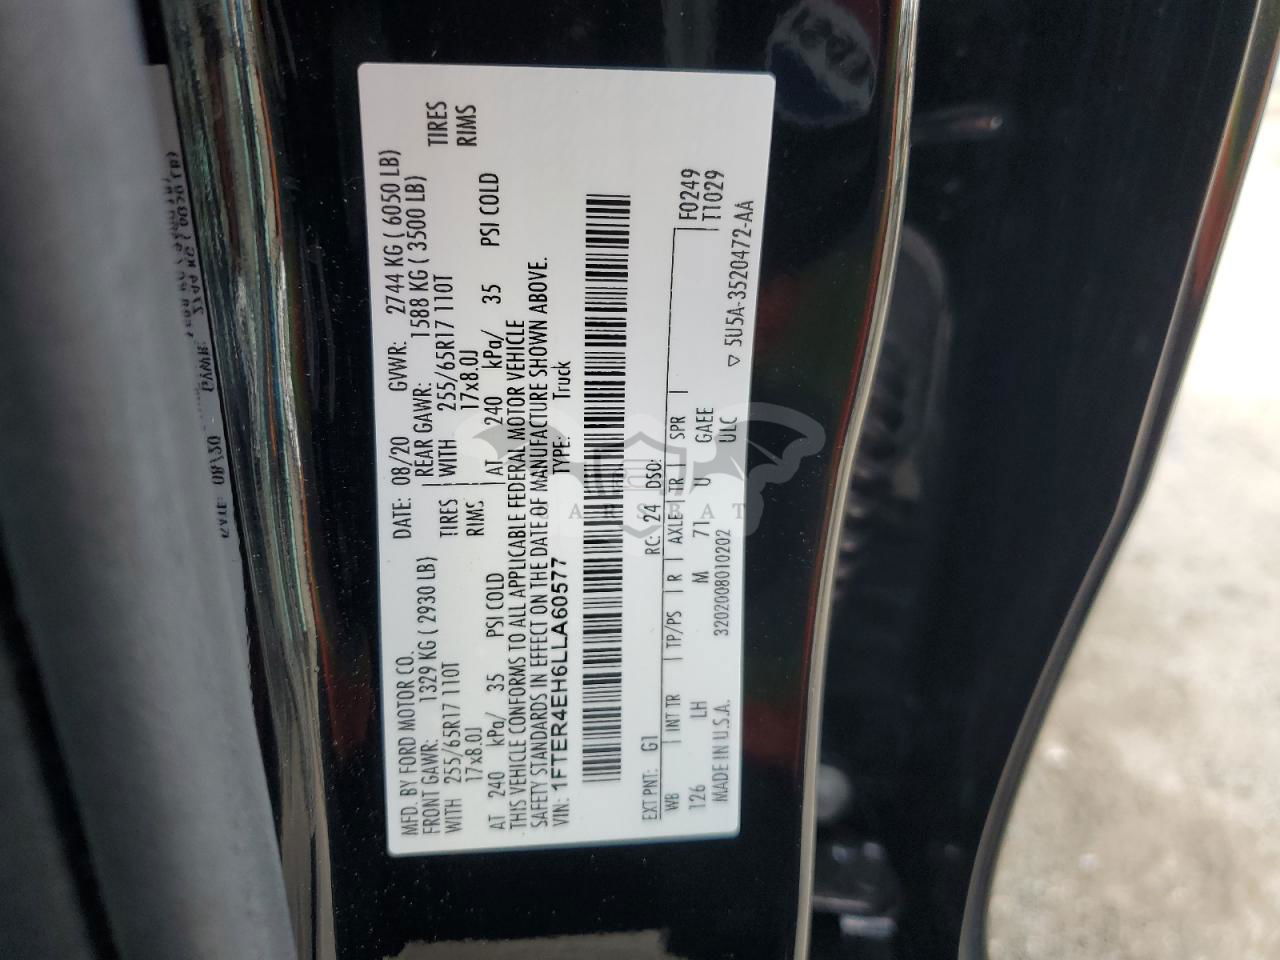 MFD. BY FORD MOTOR CO.
DATE: 08/20 GVWR: 2744 KG ( 6050 LB)
FRONT GAWR: 1329 KG ( 2930 LB) REAR GAWR: 1588 KG ( 3500 LB)
WITH 255/65R17 110T TIRES WITH 255/65R17 110T TIRES
17x8.0J RIMS 17x8.0J RIMS
AT 240 kPa/ 35 PSI COLD AT 240 kPa/ 35 PSI COLD
THIS VEHICLE CONFORMS TO ALL APPLICABLE FEDERAL MOTOR VEHICLE
SAFETY STANDARDS IN EFFECT ON THE DATE OF MANUFACTURE SHOWN ABOVE.
VIN: 1FTER4EH6LLA60577 TYPE: Truck
EXT PNT: G1 RC: 24 DSO: F0249
WB INT TR TP/PS R AXLE TR SPR T1029
126 LH M 71 U GAEE
MADE IN U.S.A. 3202008010202 ULC ▽ 5U5A-3520472-AA
ARSBAT